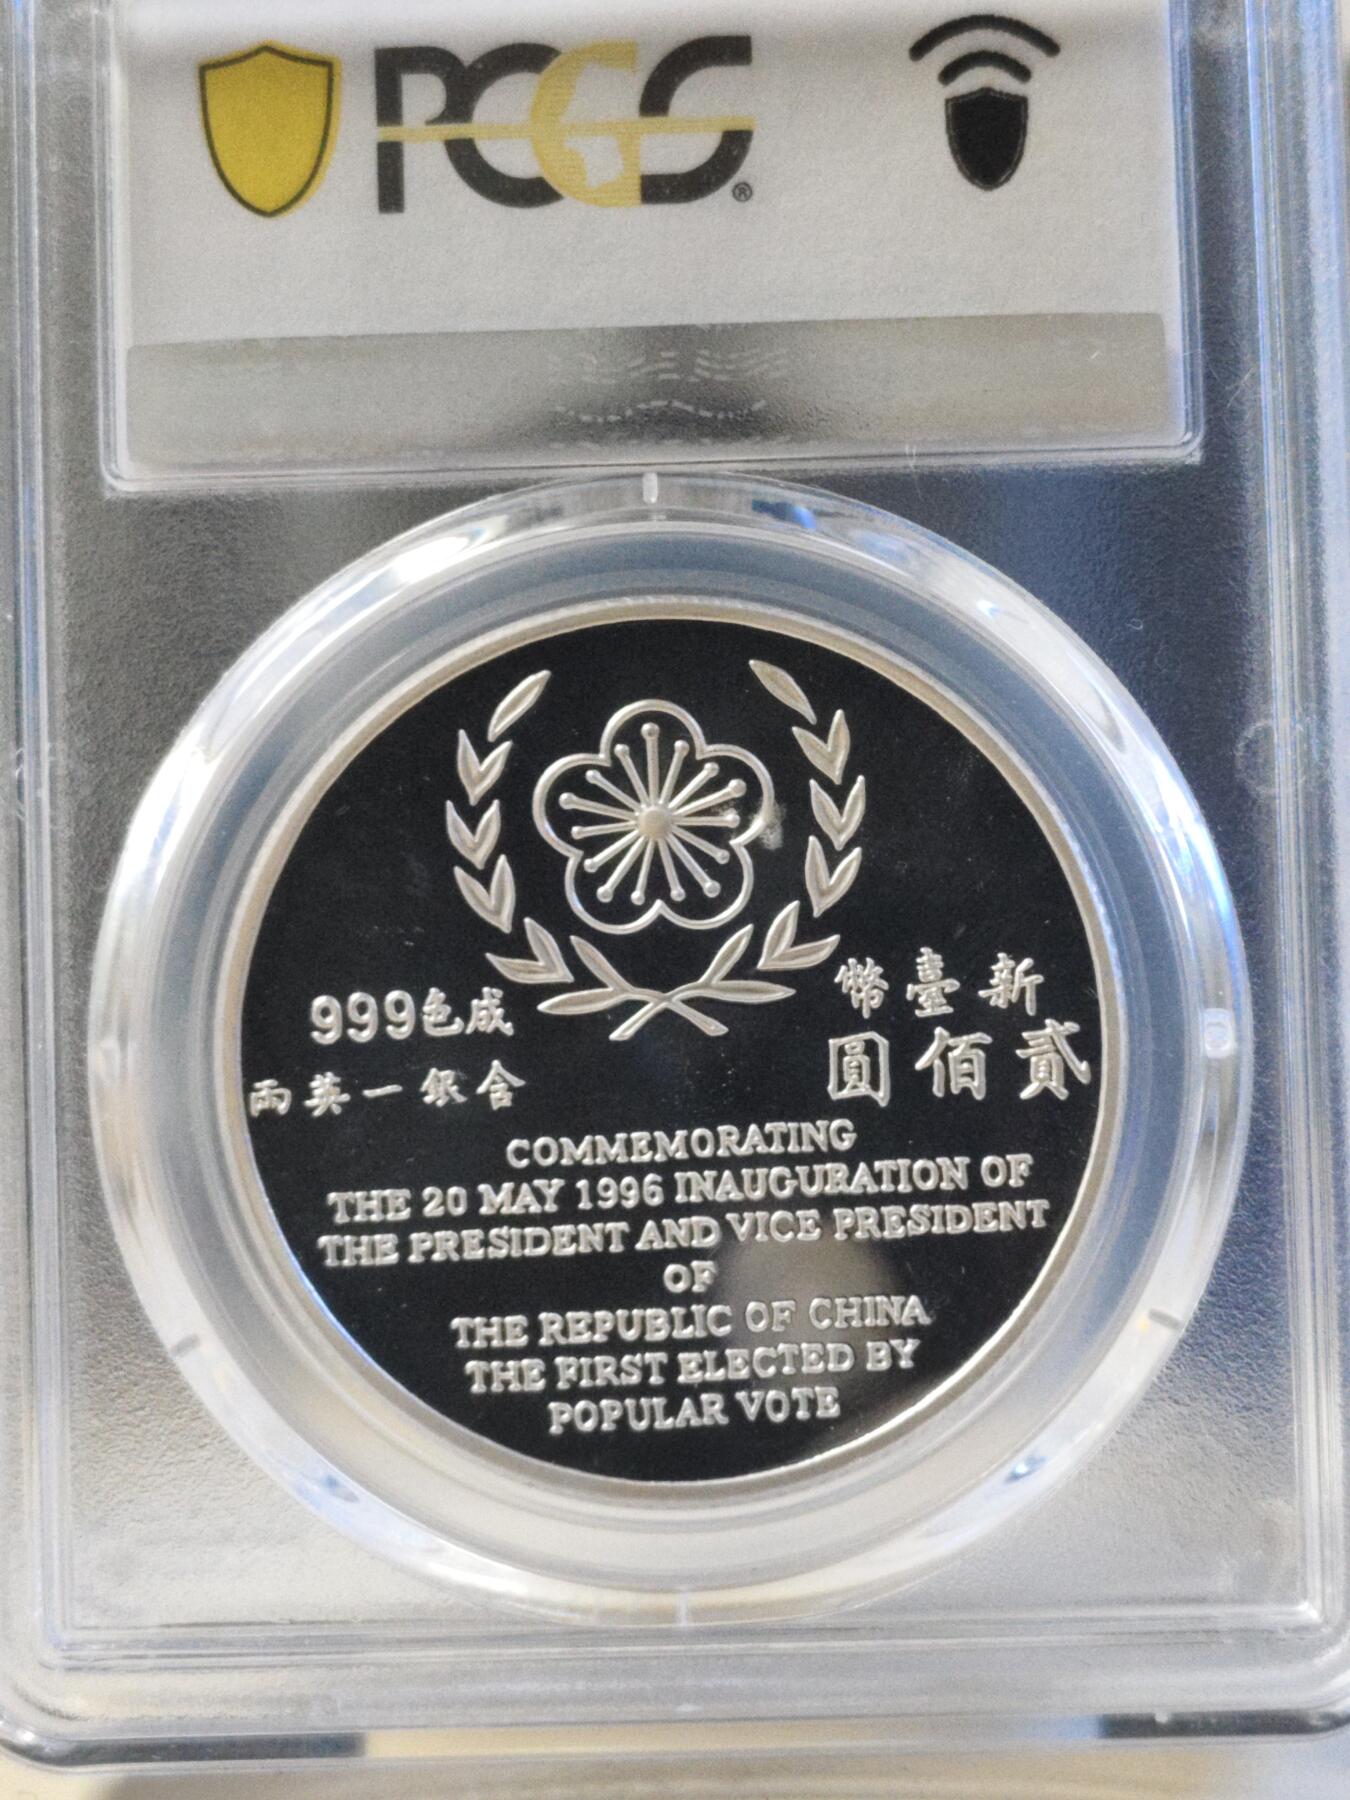 PCGS®
新臺幣
貳佰圓
成色999
含銀一英兩
COMMEMORATING
THE 20 MAY 1996 INAUGURATION OF
THE PRESIDENT AND VICE PRESIDENT
OF
THE REPUBLIC OF CHINA
THE FIRST ELECTED BY
POPULAR VOTE